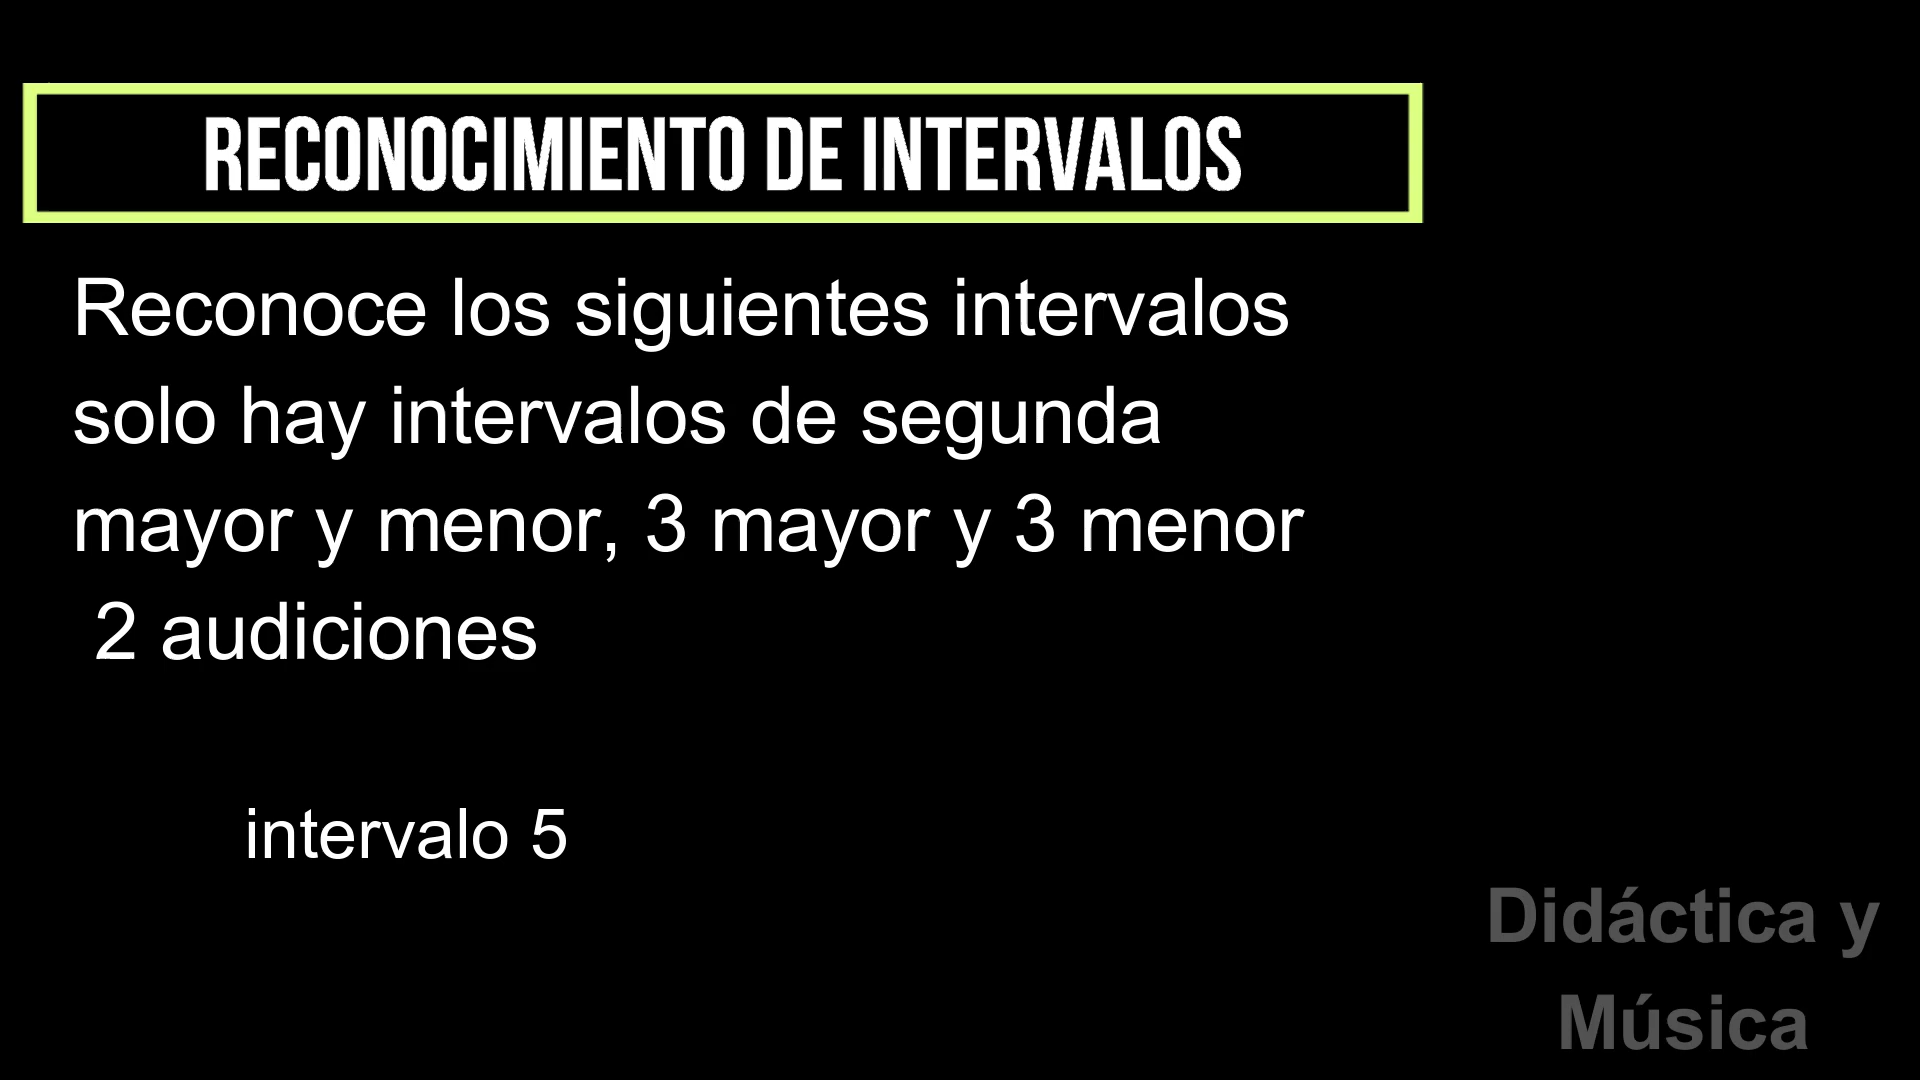 RECONOCIMIENTO DE INTERVALOS
Reconoce los siguientes intervalos
solo hay intervalos de segunda
mayor y menor, 3 mayor y 3 menor
2 audiciones
intervalo 5
Didáctica y
Música